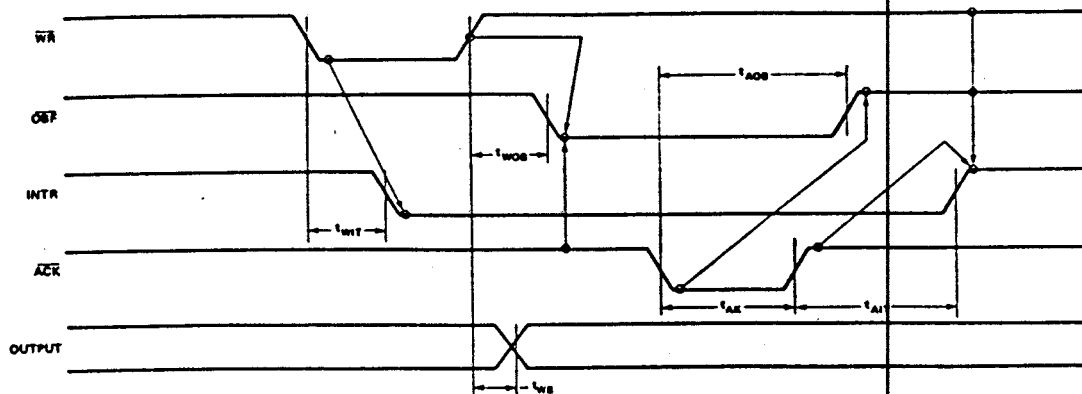 WR
tAOB
OBF
tWOB
INTR
tWIT
ACK
tAK
tAIT
OUTPUT
tWB